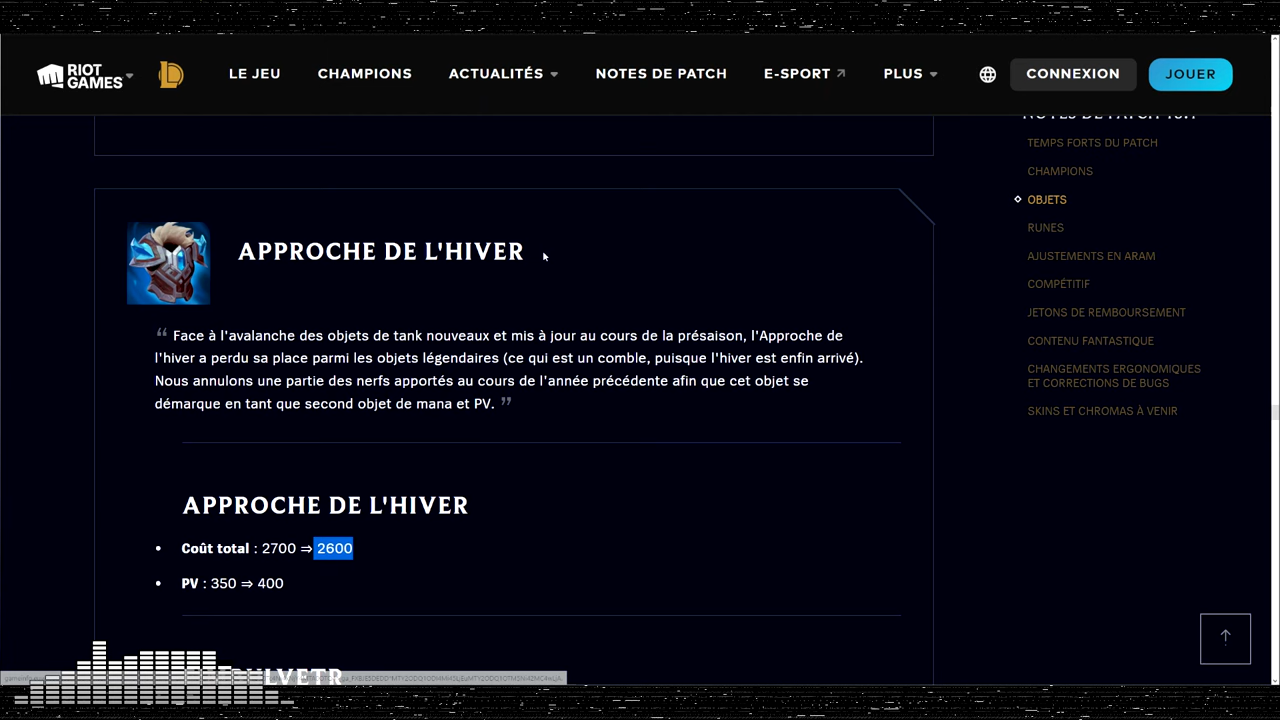 RIOT GAMES LE JEU CHAMPIONS ACTUALITÉS NOTES DE PATCH E-SPORT PLUS CONNEXION JOUER
TEMPS FORTS DU PATCH
CHAMPIONS
OBJETS
RUNES
AJUSTEMENTS EN ARAM
COMPÉTITIF
JETONS DE REMBOURSEMENT
CONTENU FANTASTIQUE
CHANGEMENTS ERGONOMIQUES
ET CORRECTIONS DE BUGS
SKINS ET CHROMAS À VENIR
APPROCHE DE L'HIVER
“ Face à l'avalanche des objets de tank nouveaux et mis à jour au cours de la présaison, l'Approche de
l'hiver a perdu sa place parmi les objets légendaires (ce qui est un comble, puisque l'hiver est enfin arrivé).
Nous annulons une partie des nerfs apportés au cours de l'année précédente afin que cet objet se
démarque en tant que second objet de mana et PV. ”
APPROCHE DE L'HIVER
• Coût total : 2700 ⇒ 2600
• PV : 350 ⇒ 400